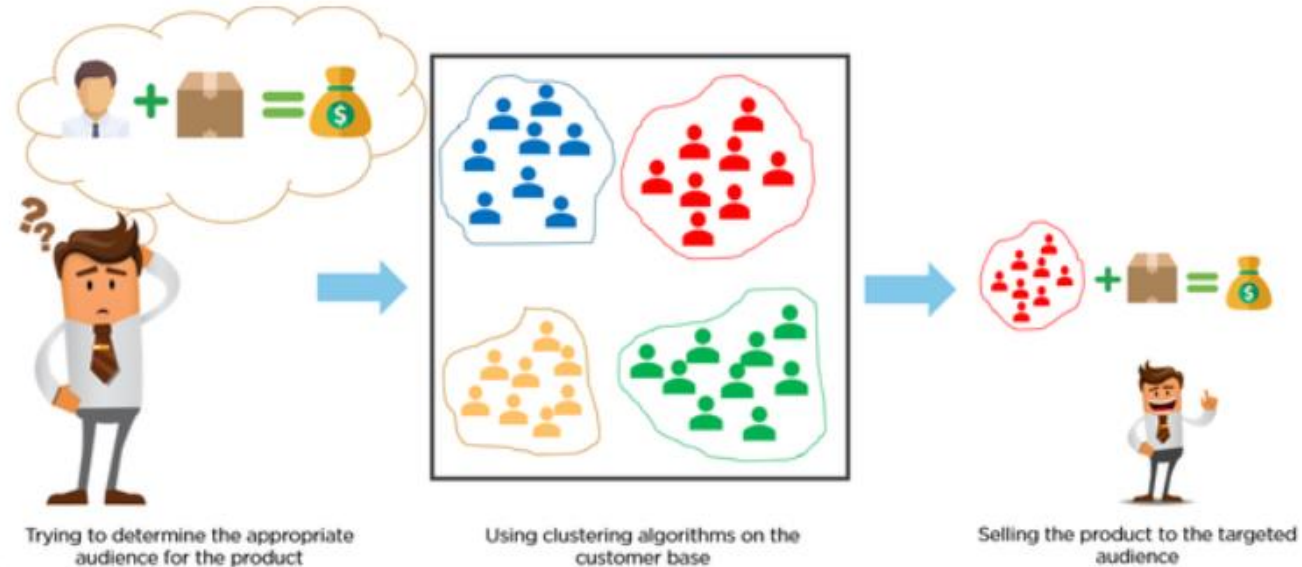 $
??
$
Trying to determine the appropriate
audience for the product
Using clustering algorithms on the
customer base
Selling the product to the targeted
audience